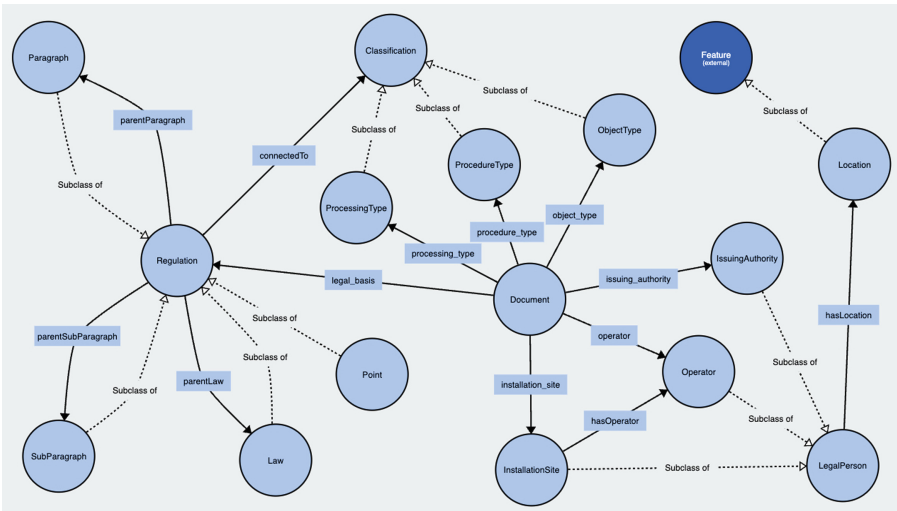 Paragraph
Classification
Feature
(external)
Subclass of
parentParagraph
Subclass of
Subclass of
ObjectType
connectedTo
Subclass of
ProcedureType
Location
Subclass of
ProcessingType
object_type
procedure_type
processing_type
Regulation
IssuingAuthority
legal_basis
issuing_authority
Document
Subclass of
hasLocation
parentSubParagraph
operator
Subclass of
Subclass of
Point
Operator
parentLaw
installation_site
Subclass of
Subclass of
hasOperator
SubParagraph
Law
InstallationSite
Subclass of
LegalPerson